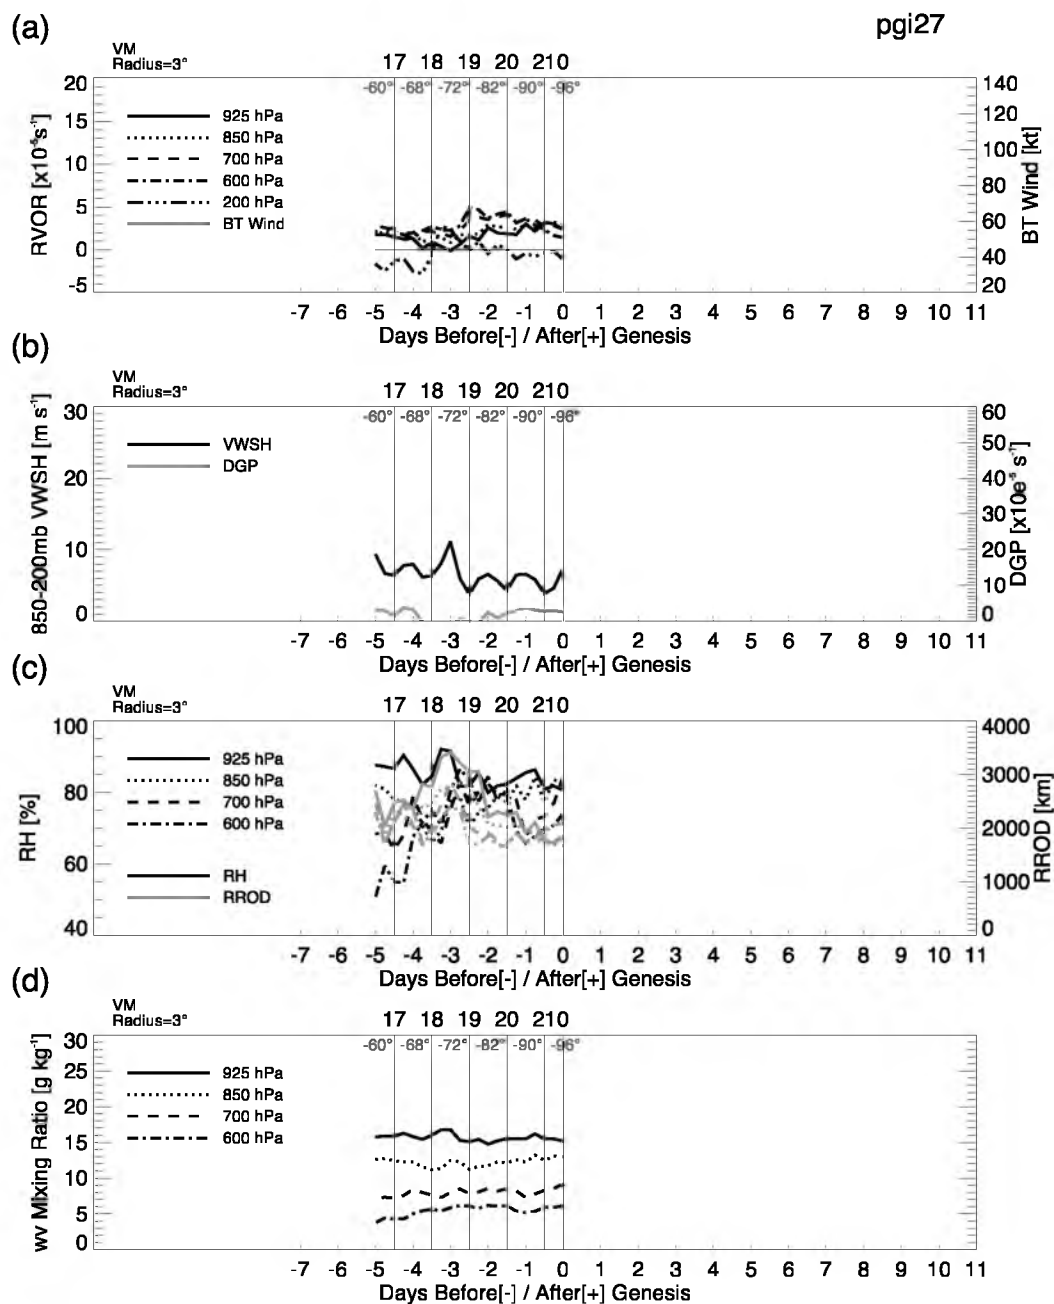 (a)
pgi27
VM
Radius=3°
17 18 19 20 210
-60° -68° -72° -82° -90° -96°
20
15
10
5
0
-5
RVOR [x10⁻⁵s⁻¹]
925 hPa
850 hPa
700 hPa
600 hPa
200 hPa
BT Wind
140
120
100
80
60
40
20
BT Wind [kt]
-7 -6 -5 -4 -3 -2 -1 0 1 2 3 4 5 6 7 8 9 10 11
Days Before[-] / After[+] Genesis
(b)
VM
Radius=3°
17 18 19 20 210
-60° -68° -72° -82° -90° -96°
30
20
10
0
850-200mb VWSH [m s⁻¹]
VWSH
DGP
60
50
40
30
20
10
0
DGP [x10e⁻⁵ s⁻¹]
-7 -6 -5 -4 -3 -2 -1 0 1 2 3 4 5 6 7 8 9 10 11
Days Before[-] / After[+] Genesis
(c)
VM
Radius=3°
17 18 19 20 210
100
80
60
40
RH [%]
925 hPa
850 hPa
700 hPa
600 hPa
RH
RROD
4000
3000
2000
1000
0
RROD [km]
-7 -6 -5 -4 -3 -2 -1 0 1 2 3 4 5 6 7 8 9 10 11
Days Before[-] / After[+] Genesis
(d)
VM
Radius=3°
17 18 19 20 210
-60° -68° -72° -82° -90° -96°
30
25
20
15
10
5
0
wv Mixing Ratio [g kg⁻¹]
925 hPa
850 hPa
700 hPa
600 hPa
-7 -6 -5 -4 -3 -2 -1 0 1 2 3 4 5 6 7 8 9 10 11
Days Before[-] / After[+] Genesis